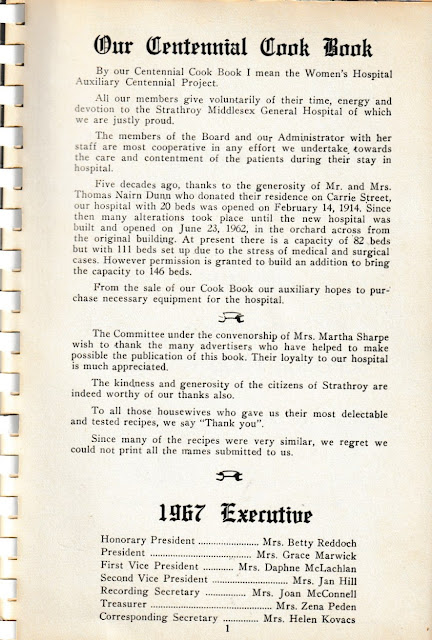 Our Centennial Cook Book
By our Centennial Cook Book I mean the Women's Hospital
Auxiliary Centennial Project.
All our members give voluntarily of their time, energy and
devotion to the Strathroy Middlesex General Hospital of which
we are justly proud.
The members of the Board and our Administrator with her
staff are most cooperative in any effort we undertake towards
the care and contentment of the patients during their stay in
hospital.
Five decades ago, thanks to the generosity of Mr. and Mrs.
Thomas Nairn Dunn who donated their residence on Carrie Street,
our hospital with 20 beds was opened on February 14, 1914. Since
then many alterations took place until the new hospital was
built and opened on June 23, 1962, in the orchard across from
the original building. At present there is a capacity of 82 beds
but with 111 beds set up due to the stress of medical and surgical
cases. However permission is granted to build an addition to bring
the capacity to 146 beds.
From the sale of our Cook Book our auxiliary hopes to pur-
chase necessary equipment for the hospital.
The Committee under the convenorship of Mrs. Martha Sharpe
wish to thank the many advertisers who have helped to make
possible the publication of this book. Their loyalty to our hospital
is much appreciated.
The kindness and generosity of the citizens of Strathroy are
indeed worthy of our thanks also.
To all those housewives who gave us their most delectable
and tested recipes, we say "Thank you".
Since many of the recipes were very similar, we regret we
could not print all the names submitted to us.
1967 Executive
Honorary President ........................ Mrs. Betty Reddoch
President ........................................ Mrs. Grace Marwick
First Vice President ............ Mrs. Daphne McLachlan
Second Vice President .............................. Mrs. Jan Hill
Recording Secretary ................ Mrs. Joan McConnell
Treasurer ................................................ Mrs. Zena Peden
Corresponding Secretary .............. Mrs. Helen Kovacs
1